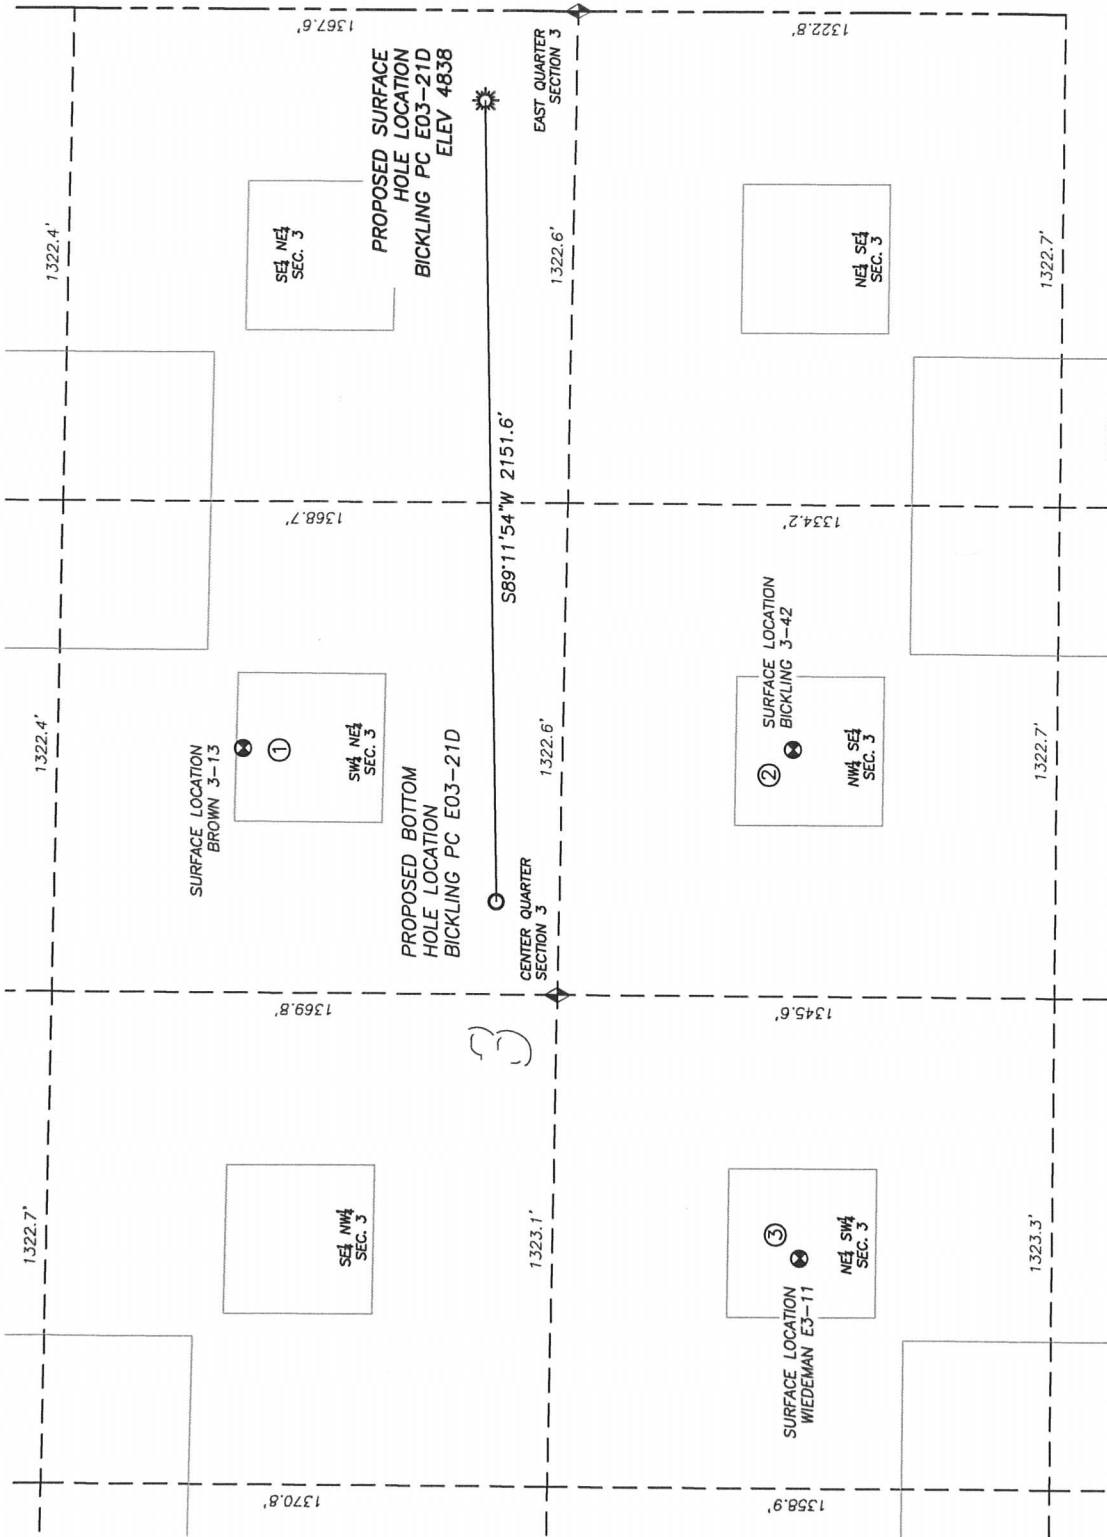 1322.7'
1322.4'
1322.4'
1370.8'
SE¼ NW¼
SEC. 3
1369.8'
SURFACE LOCATION
BROWN 3-13
1
SW¼ NE¼
SEC. 3
1368.7'
SE¼ NE¼
SEC. 3
1367.6'
PROPOSED SURFACE
HOLE LOCATION
BICKLING PC E03-21D
ELEV 4838
PROPOSED BOTTOM
HOLE LOCATION
BICKLING PC E03-21D
S89°11'54"W 2151.6'
3
CENTER QUARTER
SECTION 3
EAST QUARTER
SECTION 3
1323.1'
1322.6'
1322.6'
1358.9'
SURFACE LOCATION
WIEDEMAN E3-11
3
NE¼ SW¼
SEC. 3
1345.6'
2
SURFACE LOCATION
BICKLING 3-42
NW¼ SE¼
SEC. 3
1334.2'
NE¼ SE¼
SEC. 3
1322.8'
1323.3'
1322.7'
1322.7'